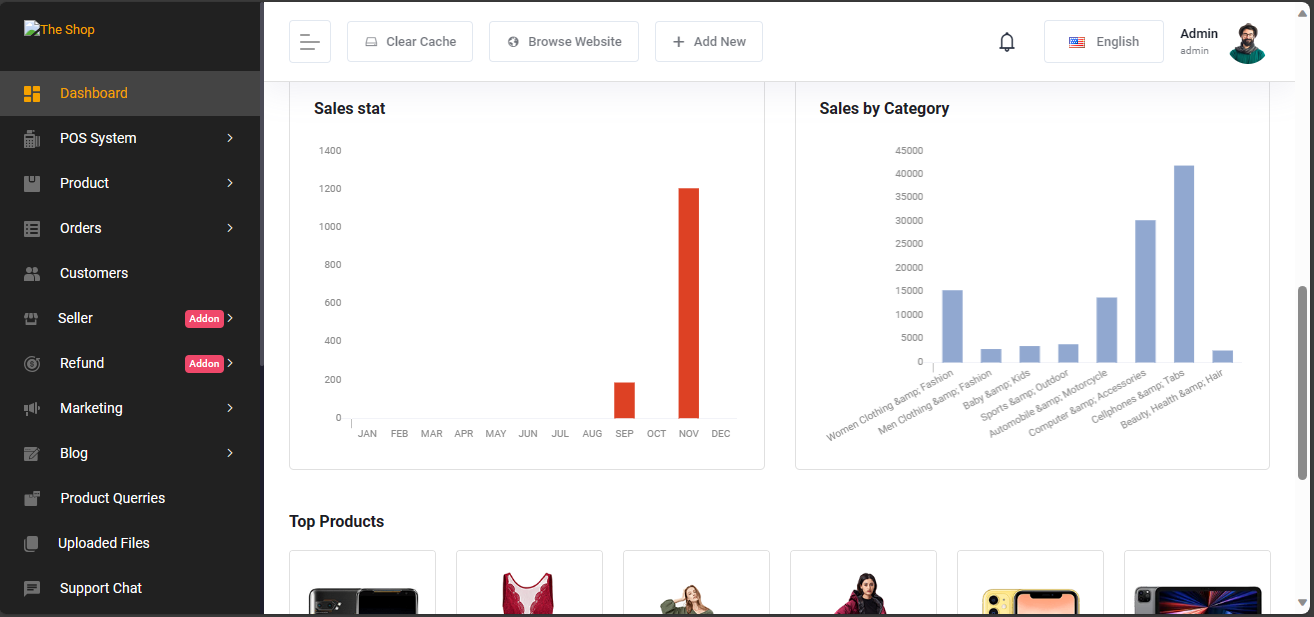 The Shop
Clear Cache
Browse Website
Add New
English
Admin
admin
Dashboard
POS System
Product
Orders
Customers
Seller
Addon
Refund
Addon
Marketing
Blog
Product Querries
Uploaded Files
Support Chat
Sales stat
1400
1200
1000
800
600
400
200
0
JAN FEB MAR APR MAY JUN JUL AUG SEP OCT NOV DEC
Sales by Category
45000
40000
35000
30000
25000
20000
15000
10000
5000
0
Women Clothing &amp; Fashion
Men Clothing &amp; Fashion
Baby &amp; Kids
Sports &amp; Outdoor
Automobile &amp; Motorcycle
Computer &amp; Accessories
Cellphones &amp; Tabs
Beauty, Health &amp; Hair
Top Products